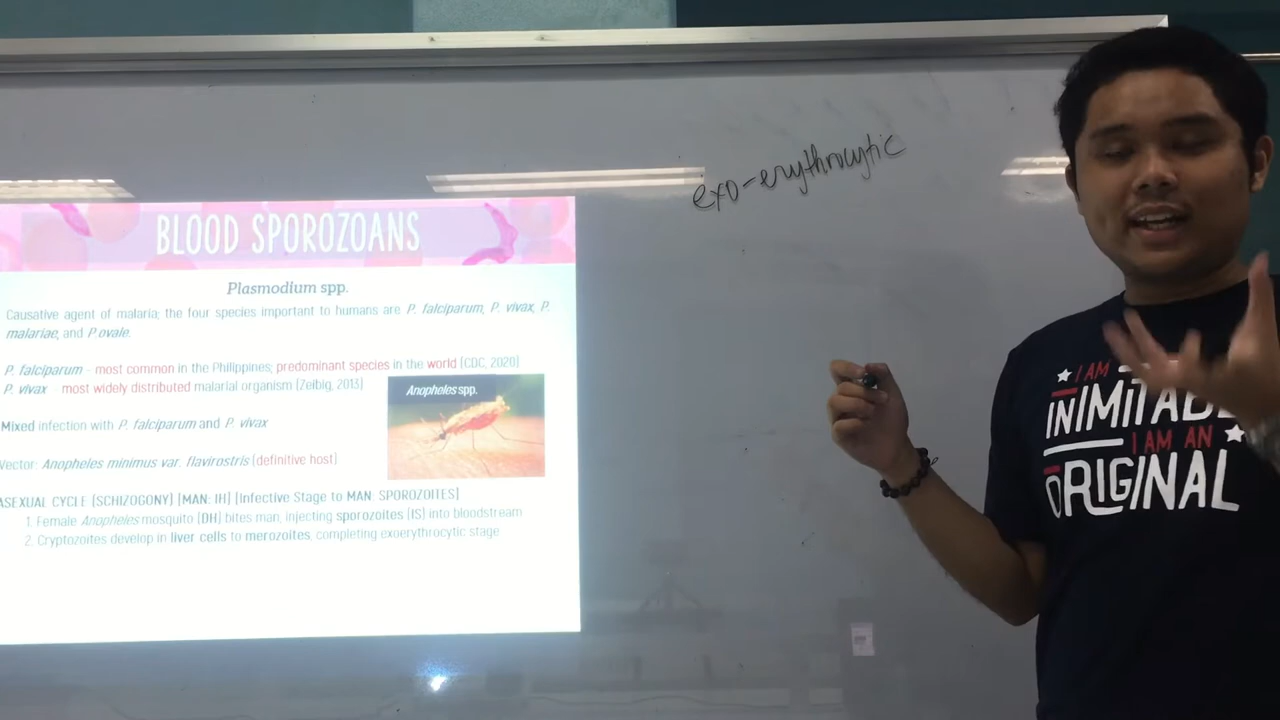 exo-erythrocytic
BLOOD SPOROZOANS
Plasmodium spp.
Causative agent of malaria; the four species important to humans are P. falciparum, P. vivax, P.
malariae, and P.ovale.
P. falciparum - most common in the Philippines; predominant species in the world [CDC, 2020]
P. vivax - most widely distributed malarial organism [Zeibig, 2013]
Anopheles spp.
Mixed infection with P. falciparum and P. vivax
Vector: Anopheles minimus var. flavirostris [definitive host]
ASEXUAL CYCLE [SCHIZOGONY] [MAN: IH] [Infective Stage to MAN: SPOROZOITES]
1. Female Anopheles mosquito [DH] bites man, injecting sporozoites [IS] into bloodstream
2. Cryptozoites develop in liver cells to merozoites, completing exoerythrocytic stage
I AM
INIMITABL
I AM AN
ORIGINAL